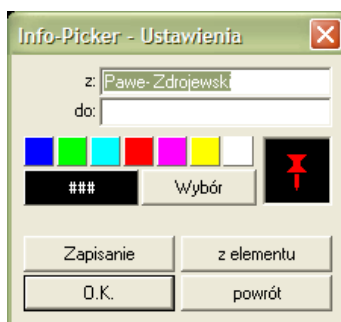 Info-Picker - Ustawienia
z: Pawe- Zdrojewski
do:
### Wybór
Zapisanie z elementu
O.K. powrót